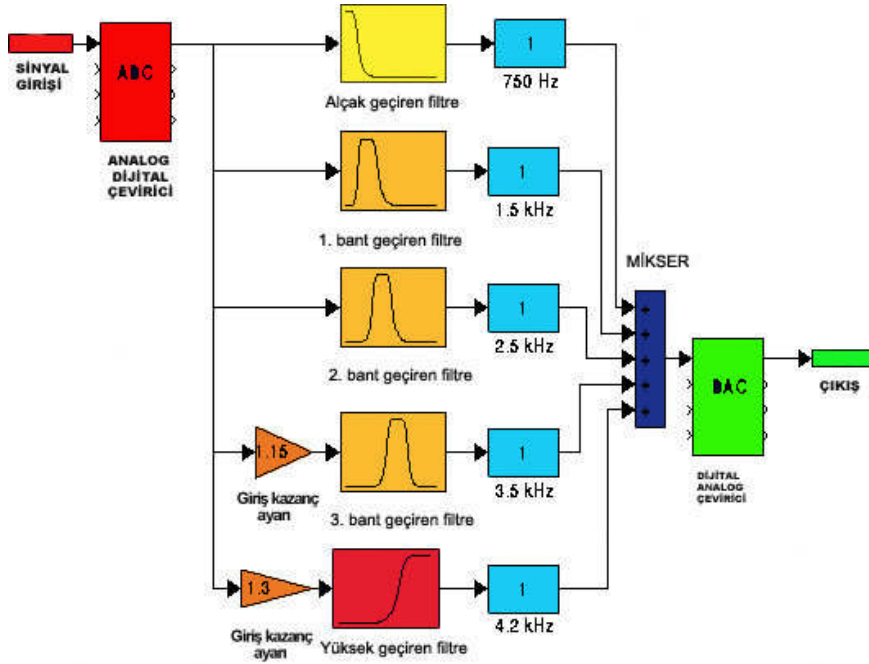 SİNYAL
GİRİŞİ
ADC
ANALOG
DİJİTAL
ÇEVİRİCİ
Alçak geçiren filtre
1
750 Hz
1. bant geçiren filtre
1
1.5 kHz
2. bant geçiren filtre
1
2.5 kHz
1.15
Giriş kazanç
ayarı
3. bant geçiren filtre
1
3.5 kHz
1.3
Giriş kazanç
ayarı
Yüksek geçiren filtre
1
4.2 kHz
MİKSER
+
+
+
+
+
DAC
DİJİTAL
ANALOG
ÇEVİRİCİ
ÇIKIŞ